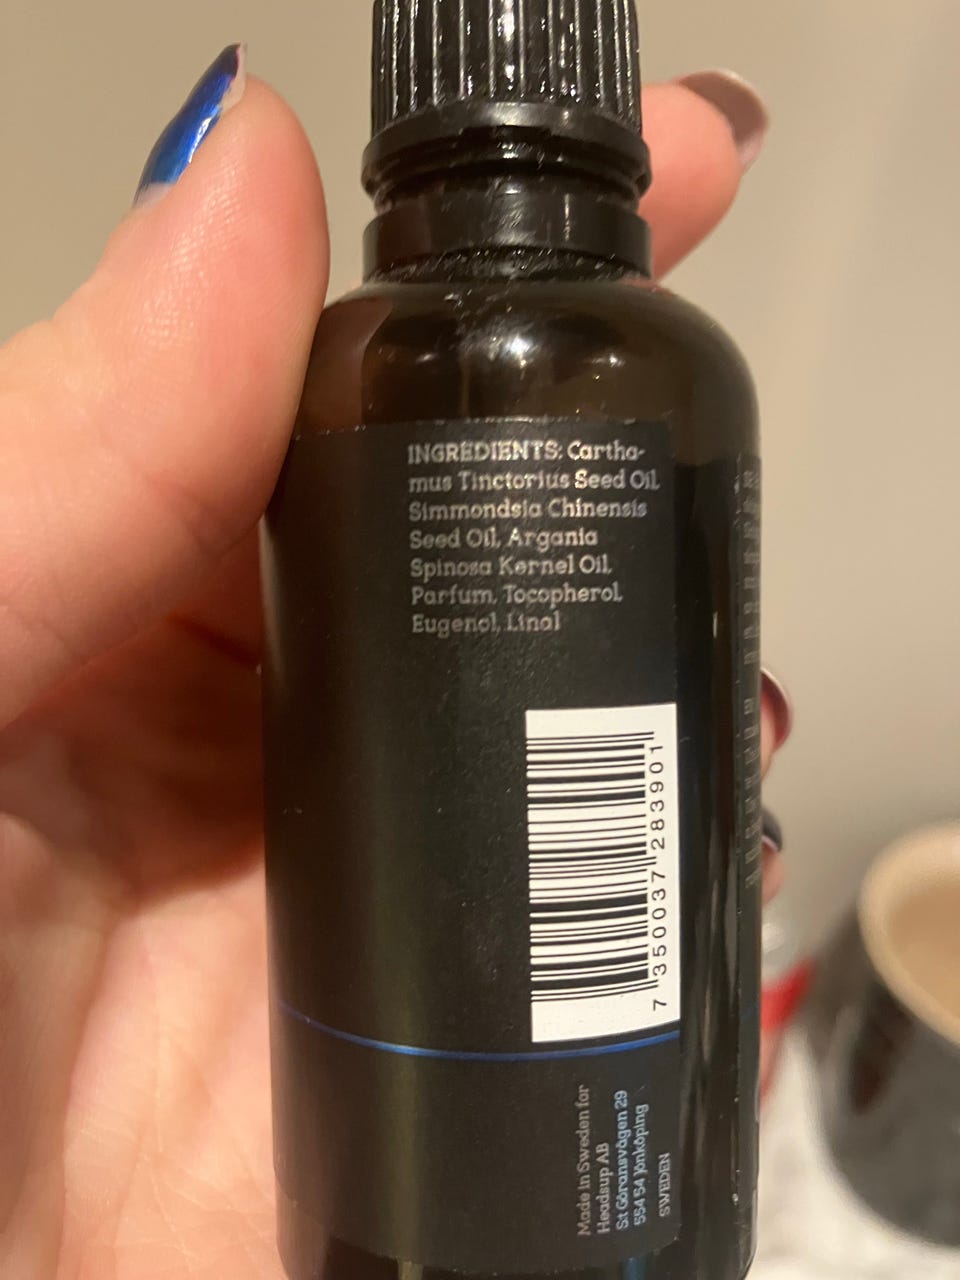 INGREDIENTS: Cartha-
mus Tinctorius Seed Oil,
Simmondsia Chinensis
Seed Oil, Argania
Spinosa Kernel Oil,
Parfum, Tocopherol,
Eugenol, Linal
7 350037 283901
Made in Sweden for
Headsup AB
St Göransvägen 29
554 54 Jönköping
SWEDEN